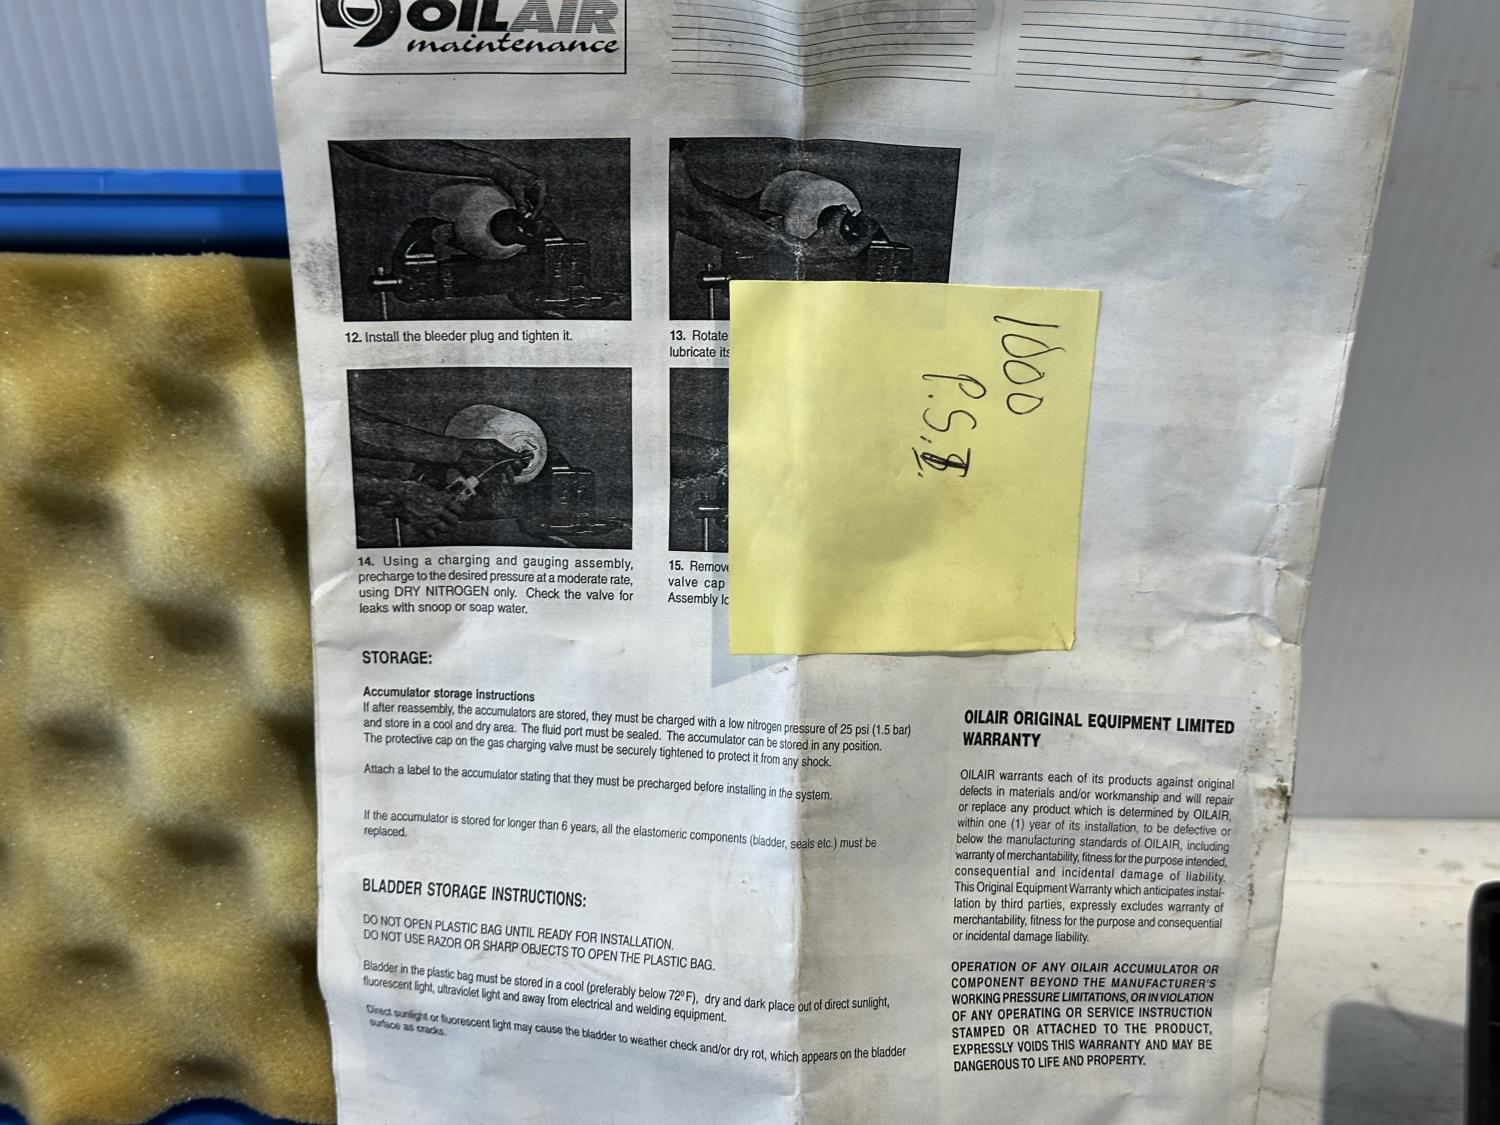 OILAIR
maintenance
12. Install the bleeder plug and tighten it.
13. Rotate
lubricate its
14. Using a charging and gauging assembly,
precharge to the desired pressure at a moderate rate,
using DRY NITROGEN only. Check the valve for
leaks with snoop or soap water.
15. Remove
valve cap
Assembly
1000
P.S.I.
STORAGE:
Accumulator storage instructions
If after reassembly, the accumulators are stored, they must be charged with a low nitrogen pressure of 25 psi (1.5 bar)
and store in a cool and dry area. The fluid port must be sealed. The accumulator can be stored in any position.
The protective cap on the gas charging valve must be securely tightened to protect it from any shock.
Attach a label to the accumulator stating that they must be precharged before installing in the system.
If the accumulator is stored for longer than 6 years, all the elastomeric components (bladder, seals etc.) must be
replaced.
BLADDER STORAGE INSTRUCTIONS:
DO NOT OPEN PLASTIC BAG UNTIL READY FOR INSTALLATION.
DO NOT USE RAZOR OR SHARP OBJECTS TO OPEN THE PLASTIC BAG.
Bladder in the plastic bag must be stored in a cool (preferably below 72ºF), dry and dark place out of direct sunlight,
fluorescent light, ultraviolet light and away from electrical and welding equipment.
Direct sunlight or fluorescent light may cause the bladder to weather check and/or dry rot, which appears on the bladder
surface as cracks.
OILAIR ORIGINAL EQUIPMENT LIMITED
WARRANTY
OILAIR warrants each of its products against original
defects in materials and/or workmanship and will repair
or replace any product which is determined by OILAIR,
within one (1) year of its installation, to be defective or
below the manufacturing standards of OILAIR, including
warranty of merchantability, fitness for the purpose intended,
consequential and incidental damage of liability.
This Original Equipment Warranty which anticipates instal-
lation by third parties, expressly excludes warranty of
merchantability, fitness for the purpose and consequential
or incidental damage liability.
OPERATION OF ANY OILAIR ACCUMULATOR OR
COMPONENT BEYOND THE MANUFACTURER'S
WORKING PRESSURE LIMITATIONS, OR IN VIOLATION
OF ANY OPERATING OR SERVICE INSTRUCTION
STAMPED OR ATTACHED TO THE PRODUCT,
EXPRESSLY VOIDS THIS WARRANTY AND MAY BE
DANGEROUS TO LIFE AND PROPERTY.